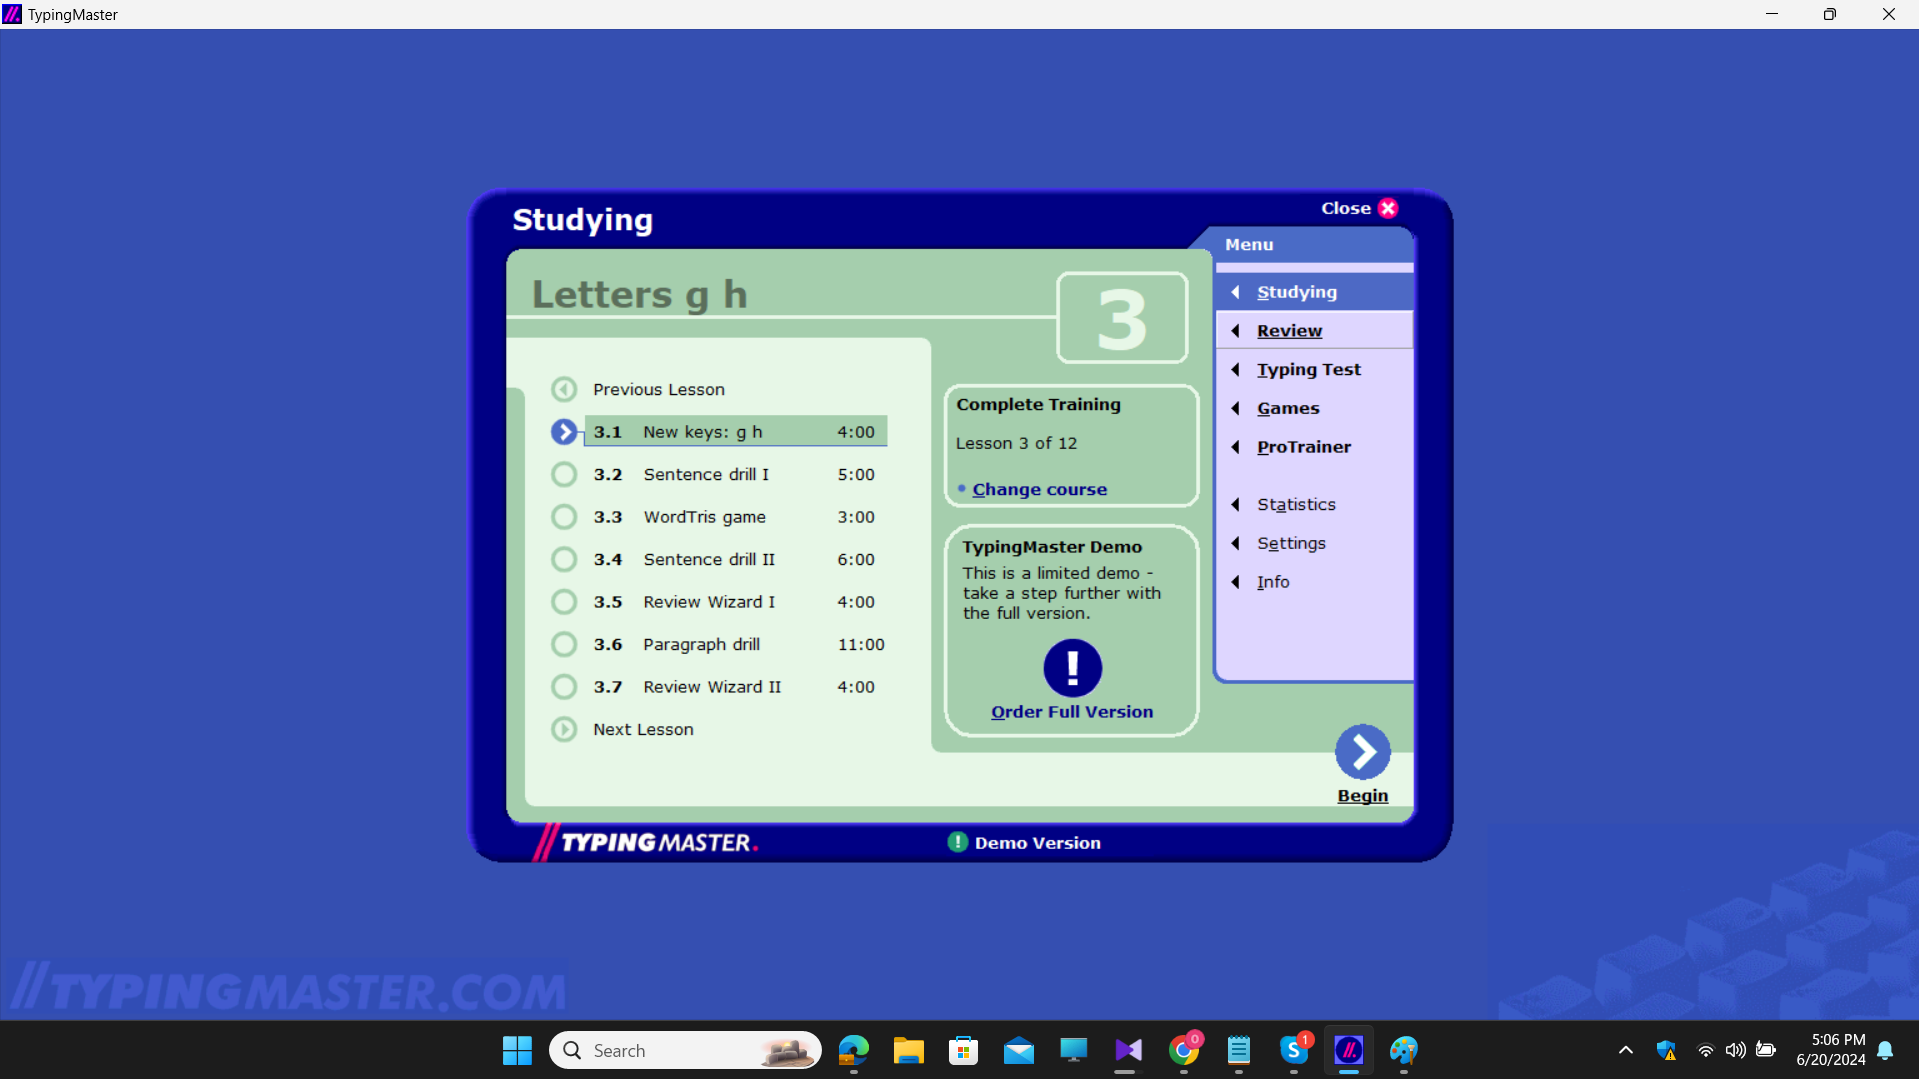 TypingMaster
Studying
Close
Menu
Letters g h
3
Studying
Review
Typing Test
Games
ProTrainer
Statistics
Settings
Info
Previous Lesson
3.1 New keys: g h 4:00
3.2 Sentence drill I 5:00
3.3 WordTris game 3:00
3.4 Sentence drill II 6:00
3.5 Review Wizard I 4:00
3.6 Paragraph drill 11:00
3.7 Review Wizard II 4:00
Next Lesson
Complete Training
Lesson 3 of 12
Change course
TypingMaster Demo
This is a limited demo -
take a step further with
the full version.
!
Order Full Version
Begin
TYPINGMASTER.
! Demo Version
//TYPINGMASTER.COM
Search
0
S
1
5:06 PM
6/20/2024